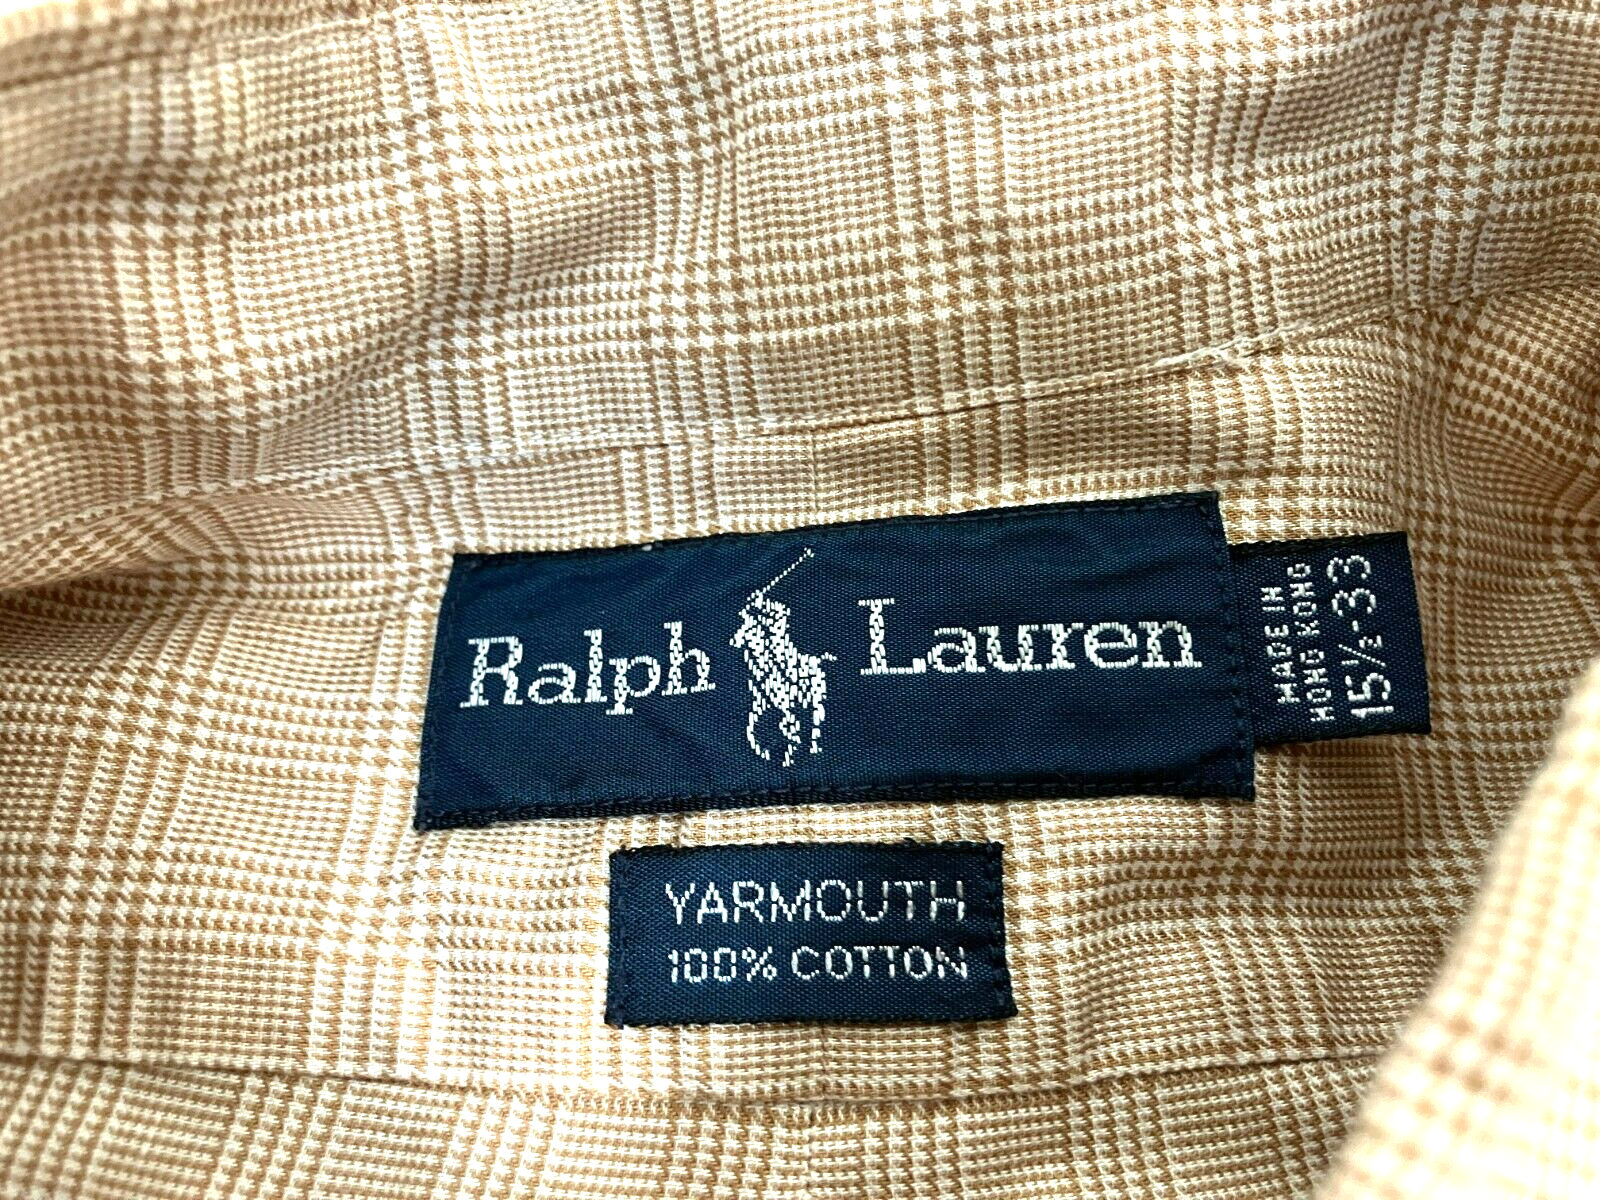 Ralph Lauren
MADE IN
HONG KONG
15½-33
YARMOUTH
100% COTTON